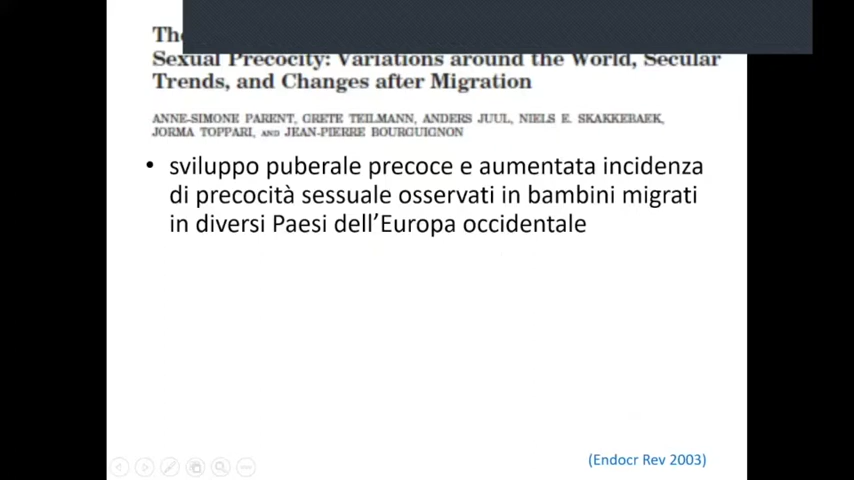 The
Sexual Precocity: Variations around the World, Secular
Trends, and Changes after Migration
ANNE-SIMONE PARENT, GRETE TEILMANN, ANDERS JUUL, NIELS E. SKAKKEBAEK,
JORMA TOPPARI, AND JEAN-PIERRE BOURGUIGNON
• sviluppo puberale precoce e aumentata incidenza
di precocità sessuale osservati in bambini migrati
in diversi Paesi dell’Europa occidentale
(Endocr Rev 2003)